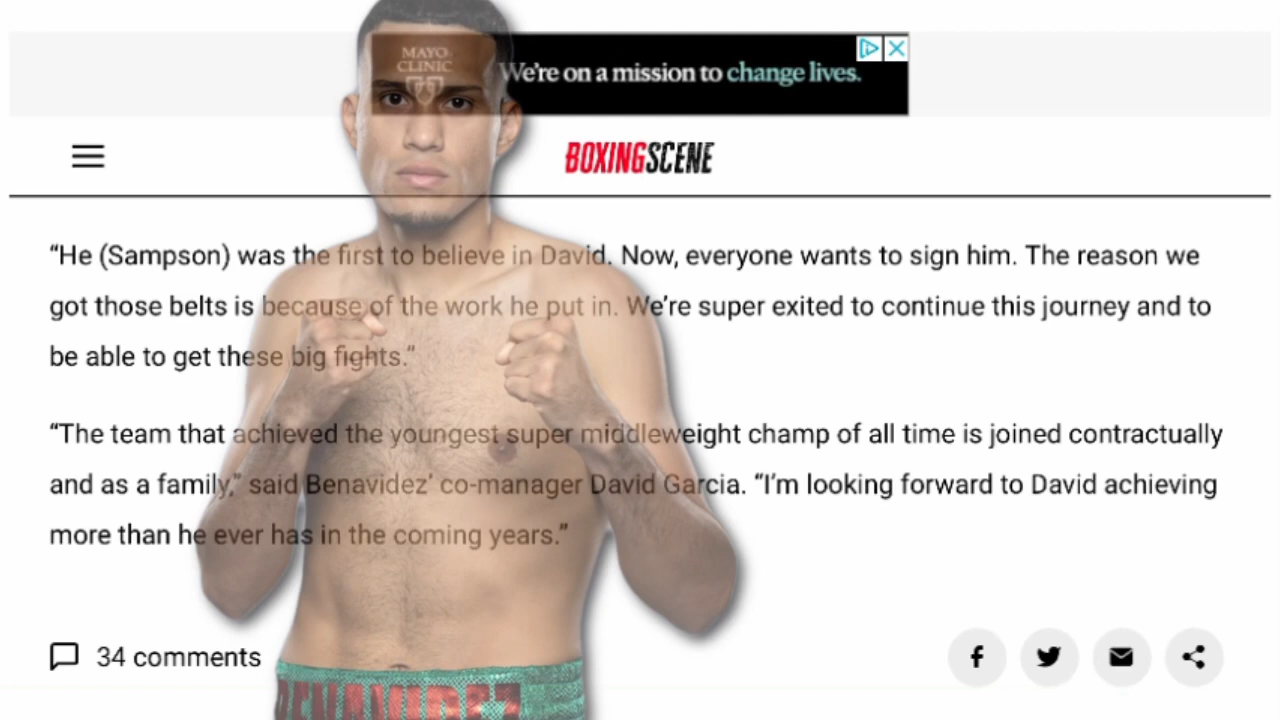 MAYO
CLINIC
We're on a mission to change lives.
BOXINGSCENE
“He (Sampson) was the first to believe in David. Now, everyone wants to sign him. The reason we
got those belts is because of the work he put in. We’re super exited to continue this journey and to
be able to get these big fights.”
“The team that achieved the youngest super middleweight champ of all time is joined contractually
and as a family,” said Benavidez’ co-manager David Garcia. “I’m looking forward to David achieving
more than he ever has in the coming years.”
34 comments
BENAVIDEZ